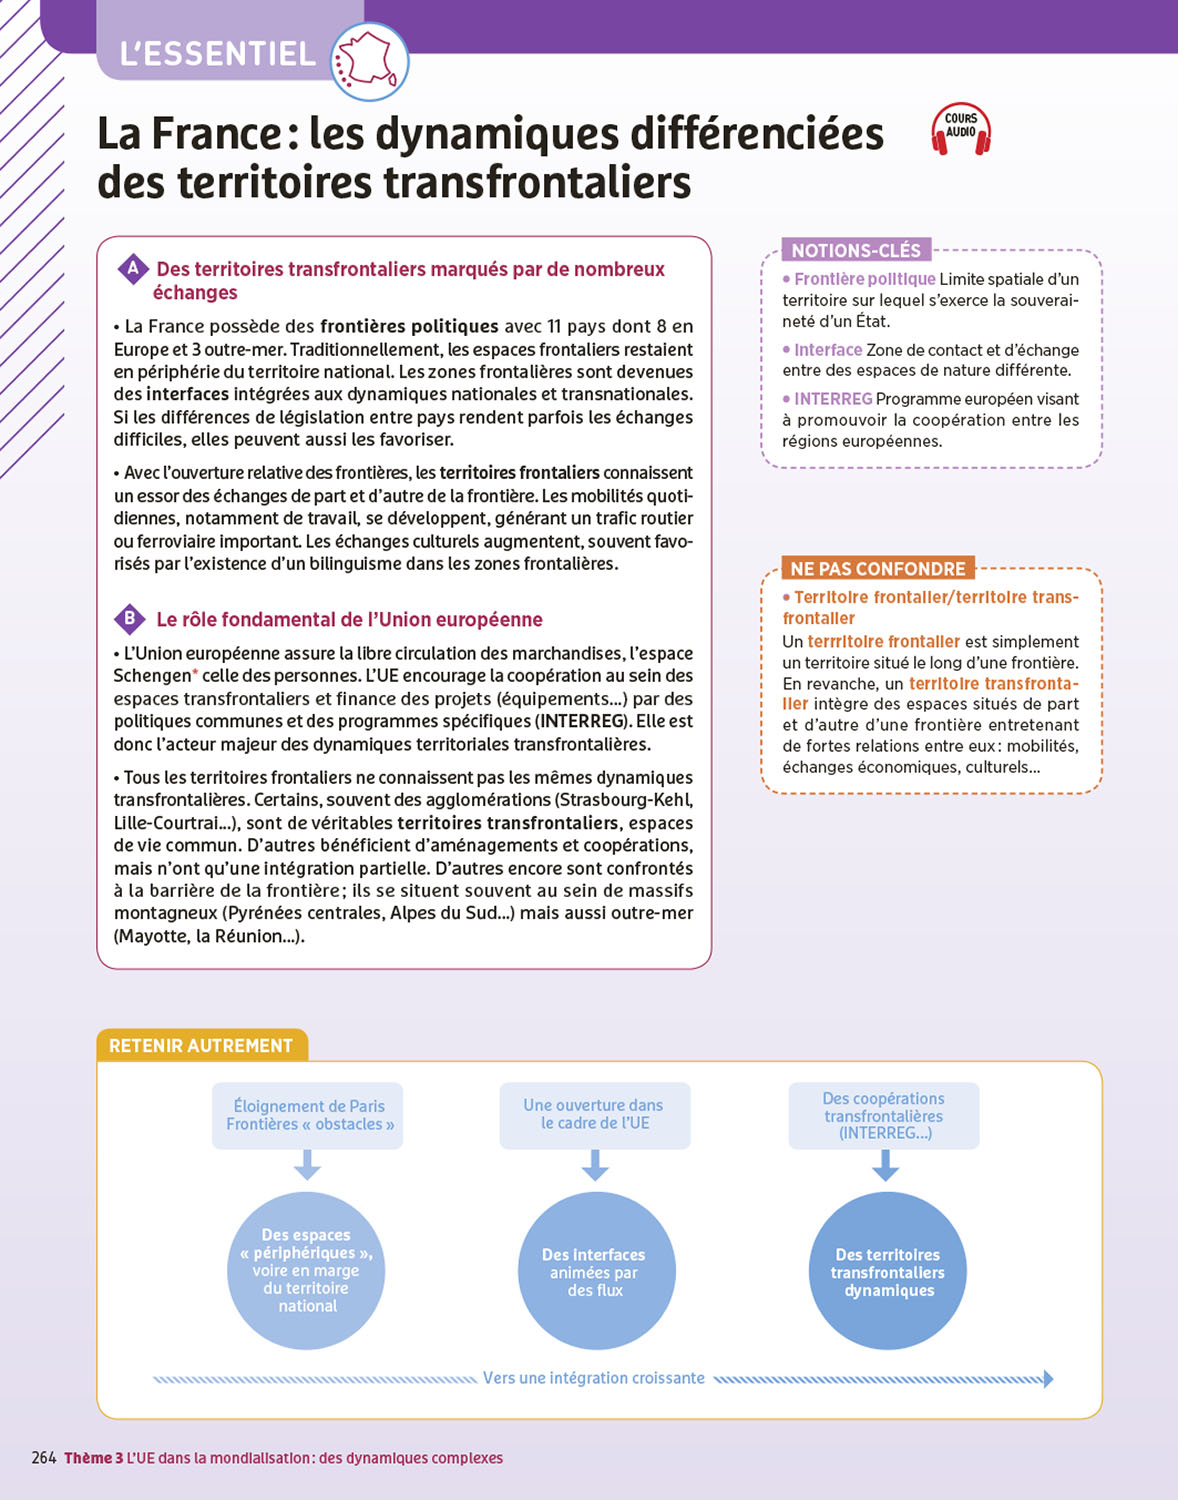 L'ESSENTIEL
La France : les dynamiques différenciées
des territoires transfrontaliers
COURS
AUDIO
A Des territoires transfrontaliers marqués par de nombreux
échanges
• La France possède des frontières politiques avec 11 pays dont 8 en
Europe et 3 outre-mer. Traditionnellement, les espaces frontaliers restaient
en périphérie du territoire national. Les zones frontalières sont devenues
des interfaces intégrées aux dynamiques nationales et transnationales.
Si les différences de législation entre pays rendent parfois les échanges
difficiles, elles peuvent aussi les favoriser.
• Avec l'ouverture relative des frontières, les territoires frontaliers connaissent
un essor des échanges de part et d'autre de la frontière. Les mobilités quoti-
diennes, notamment de travail, se développent, générant un trafic routier
ou ferroviaire important. Les échanges culturels augmentent, souvent favo-
risés par l'existence d'un bilinguisme dans les zones frontalières.
B Le rôle fondamental de l'Union européenne
• L'Union européenne assure la libre circulation des marchandises, l'espace
Schengen* celle des personnes. L'UE encourage la coopération au sein des
espaces transfrontaliers et finance des projets (équipements...) par des
politiques communes et des programmes spécifiques (INTERREG). Elle est
donc l'acteur majeur des dynamiques territoriales transfrontalières.
• Tous les territoires frontaliers ne connaissent pas les mêmes dynamiques
transfrontalières. Certains, souvent des agglomérations (Strasbourg-Kehl,
Lille-Courtrai...), sont de véritables territoires transfrontaliers, espaces
de vie commun. D'autres bénéficient d'aménagements et coopérations,
mais n'ont qu'une intégration partielle. D'autres encore sont confrontés
à la barrière de la frontière ; ils se situent souvent au sein de massifs
montagneux (Pyrénées centrales, Alpes du Sud...) mais aussi outre-mer
(Mayotte, la Réunion...).
NOTIONS-CLÉS
• Frontière politique Limite spatiale d'un
territoire sur lequel s'exerce la souverai-
neté d'un État.
• Interface Zone de contact et d'échange
entre des espaces de nature différente.
• INTERREG Programme européen visant
à promouvoir la coopération entre les
régions européennes.
NE PAS CONFONDRE
• Territoire frontalier/territoire trans-
frontalier
Un terrritoire frontalier est simplement
un territoire situé le long d'une frontière.
En revanche, un territoire transfronta-
lier intègre des espaces situés de part
et d'autre d'une frontière entretenant
de fortes relations entre eux : mobilités,
échanges économiques, culturels...
RETENIR AUTREMENT
Éloignement de Paris
Frontières « obstacles »
Une ouverture dans
le cadre de l'UE
Des coopérations
transfrontalières
(INTERREG...)
Des espaces
« périphériques »,
voire en marge
du territoire
national
Des interfaces
animées par
des flux
Des territoires
transfrontaliers
dynamiques
Vers une intégration croissante
264 Thème 3 L'UE dans la mondialisation : des dynamiques complexes